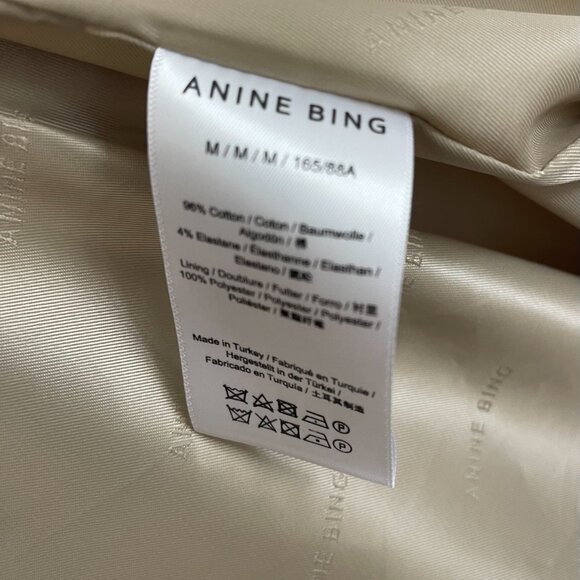 ANINE BING
M / M / M / 165/88A
96% Cotton / Coton / Baumwolle /
Algodón / 棉
4% Elastane / Élasthanne / Elasthan /
Elastano / 氨纶
Lining / Doublure / Futter / Forro / 衬里
100% Polyester / Polyester / Polyester /
Poliéster / 聚酯纤维
Made in Turkey / Fabriqué en Turquie /
Hergestellt in der Türkei /
Fabricado en Turquía / 土耳其制造
P
P
ANINE BING
ANINE BING
ANINE BING